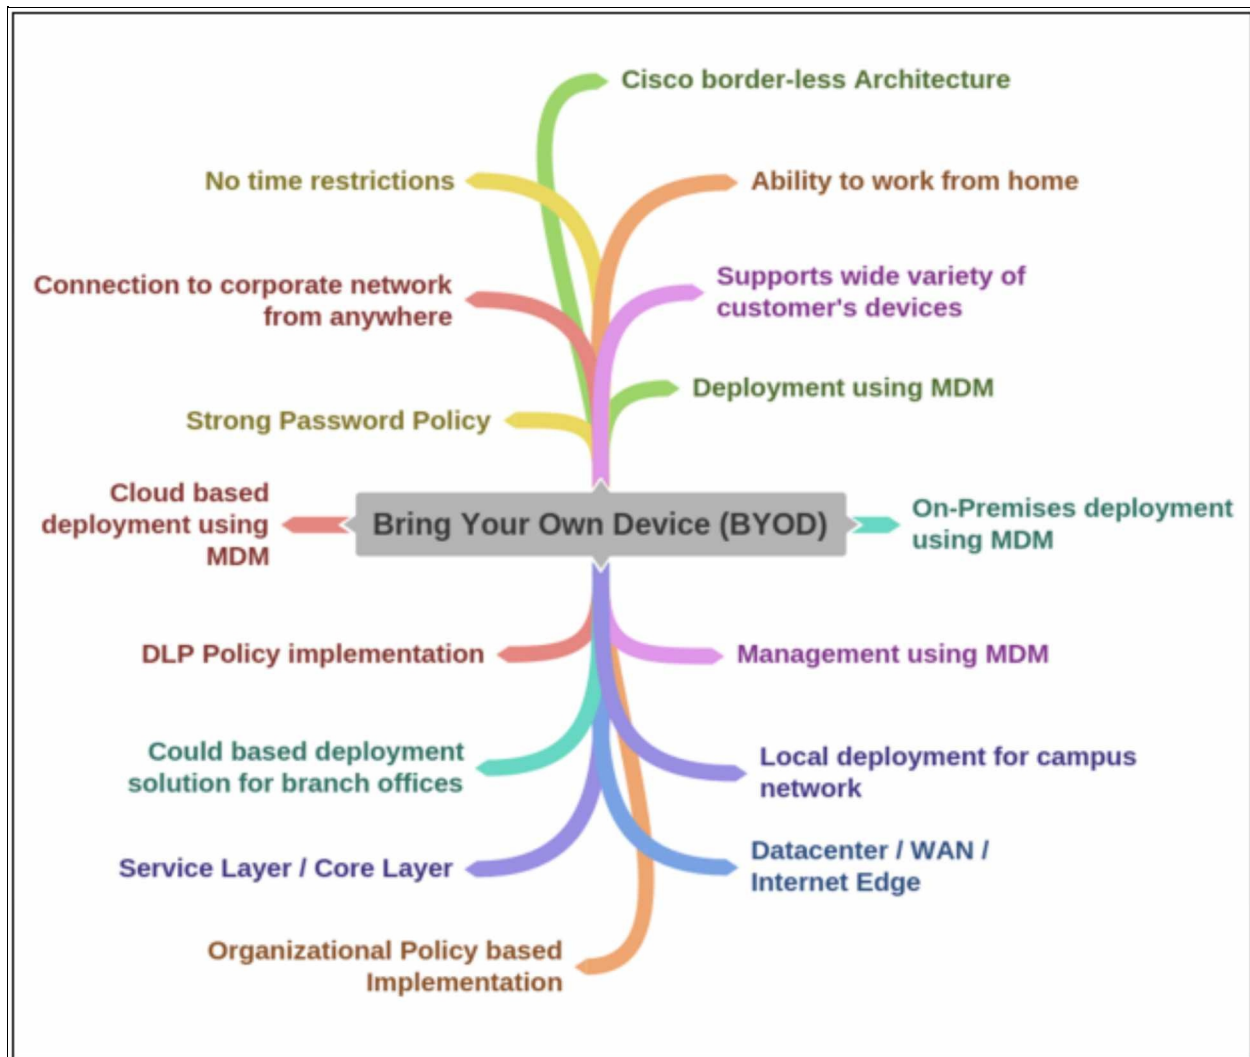 Cisco border-less Architecture
No time restrictions
Ability to work from home
Connection to corporate network
from anywhere
Supports wide variety of
customer's devices
Deployment using MDM
Strong Password Policy
Cloud based
deployment using
MDM
Bring Your Own Device (BYOD)
On-Premises deployment
using MDM
DLP Policy implementation
Management using MDM
Could based deployment
solution for branch offices
Local deployment for campus
network
Service Layer / Core Layer
Datacenter / WAN /
Internet Edge
Organizational Policy based
Implementation